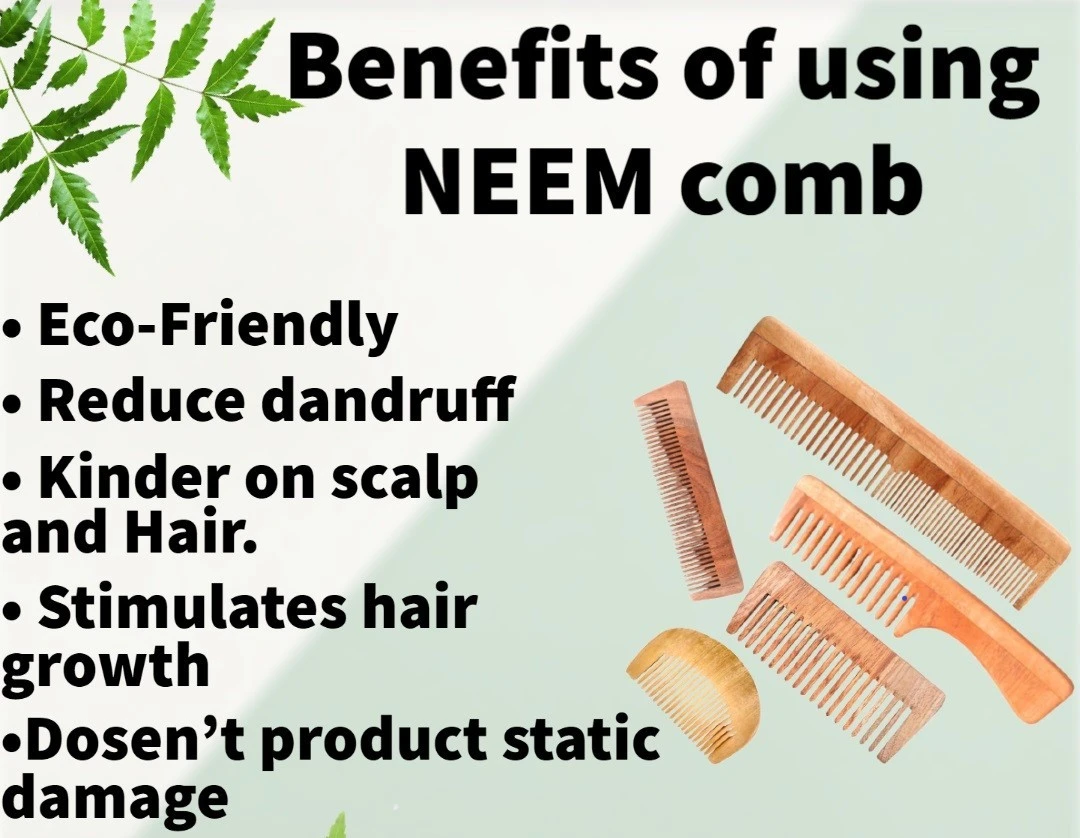 Benefits of using
NEEM comb
• Eco-Friendly
• Reduce dandruff
• Kinder on scalp
and Hair.
• Stimulates hair
growth
•Dosen’t product static
damage